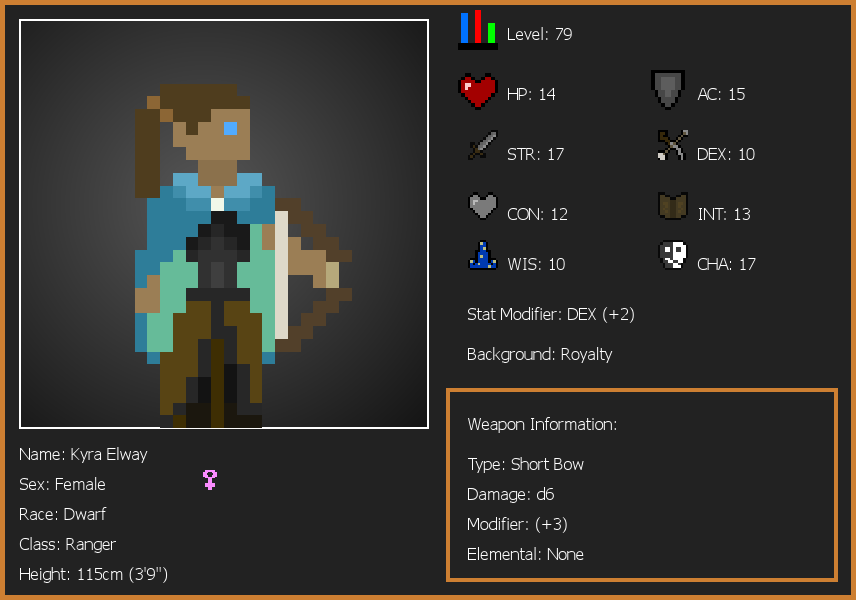 Level: 79
HP: 14
AC: 15
STR: 17
DEX: 10
CON: 12
INT: 13
WIS: 10
CHA: 17
Stat Modifier: DEX (+2)
Background: Royalty
Weapon Information:
Type: Short Bow
Damage: d6
Modifier: (+3)
Elemental: None
Name: Kyra Elway
Sex: Female
Race: Dwarf
Class: Ranger
Height: 115cm (3'9")